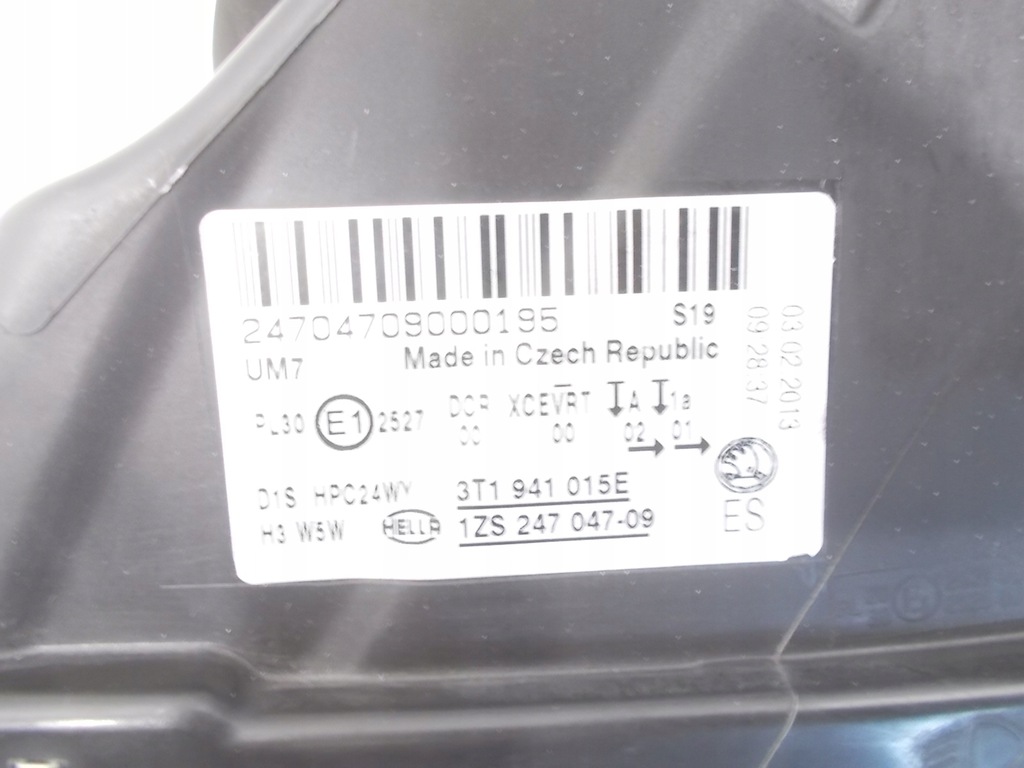 24704709000195
S19
UM7
Made in Czech Republic
PL30 E1 2527
DCR XCEVRT A 1a
00 00 02 01
D1S HPC24WY
H3 W5W
HELLA
3T1 941 015E
1ZS 247 047-09
ES
03 02 2013
09 28 37